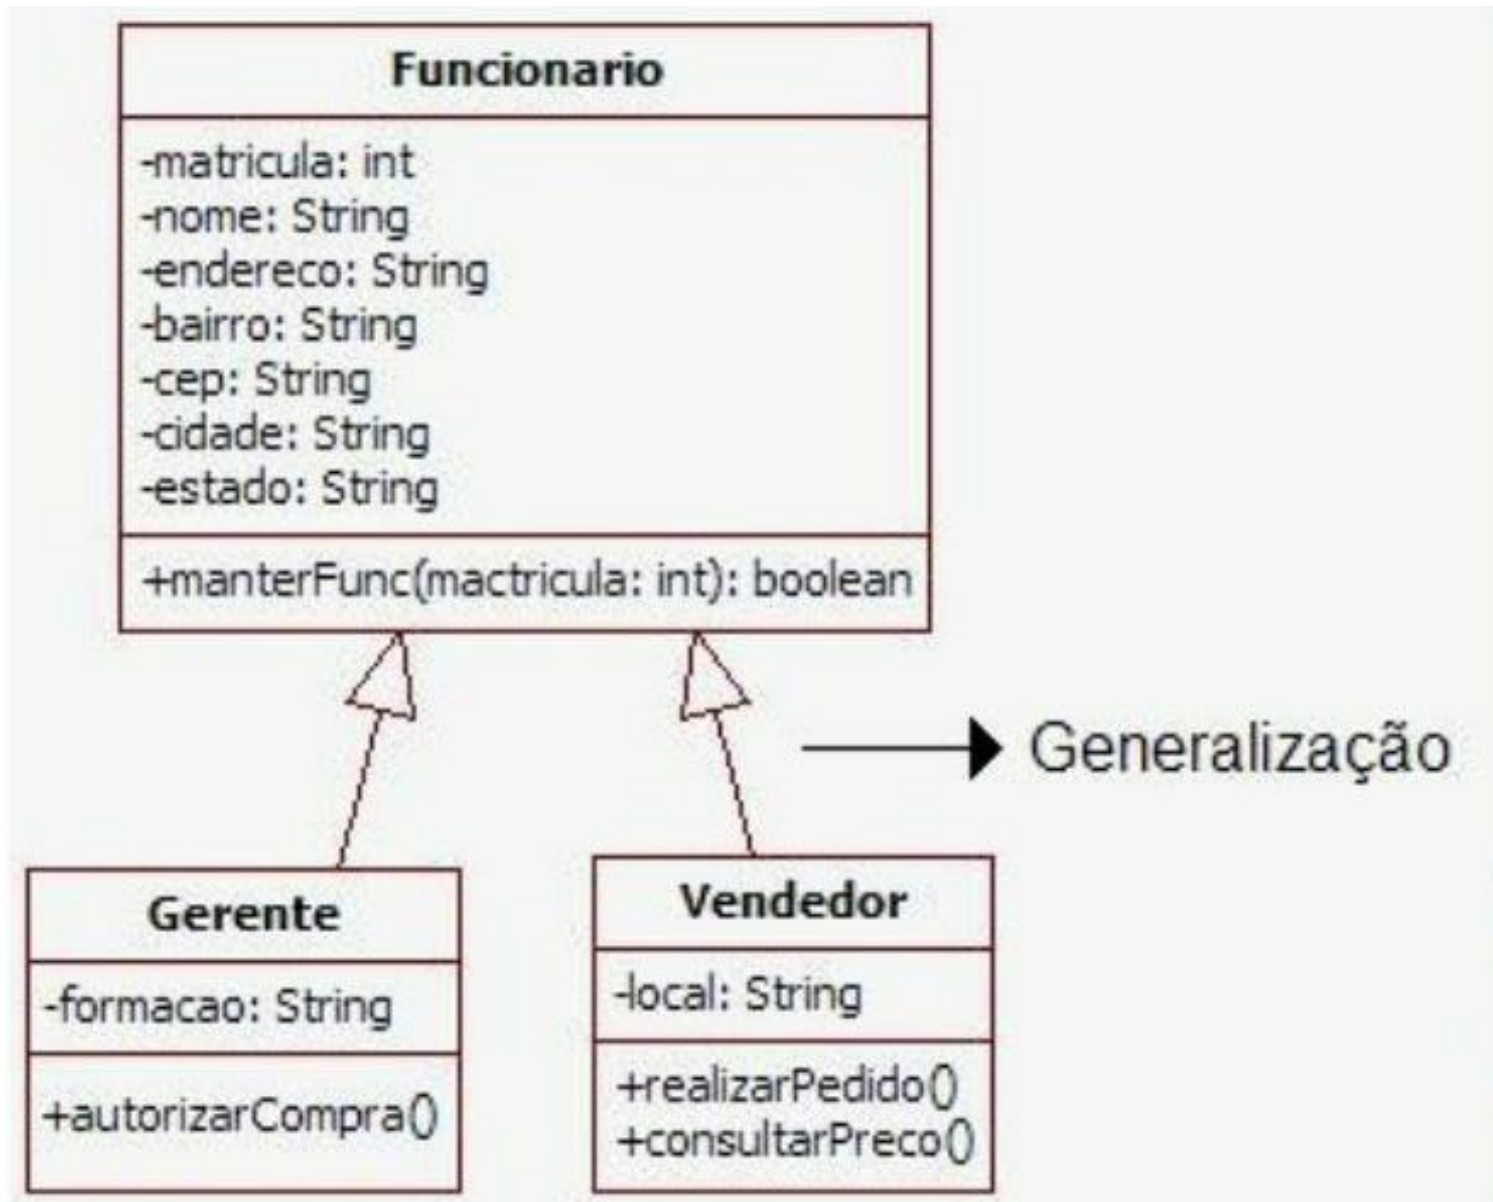 Funcionario
-matricula: int
-nome: String
-endereco: String
-bairro: String
-cep: String
-cidade: String
-estado: String
+manterFunc(mactricula: int): boolean
Generalização
Gerente
-formacao: String
+autorizarCompra()
Vendedor
-local: String
+realizarPedido()
+consultarPreco()